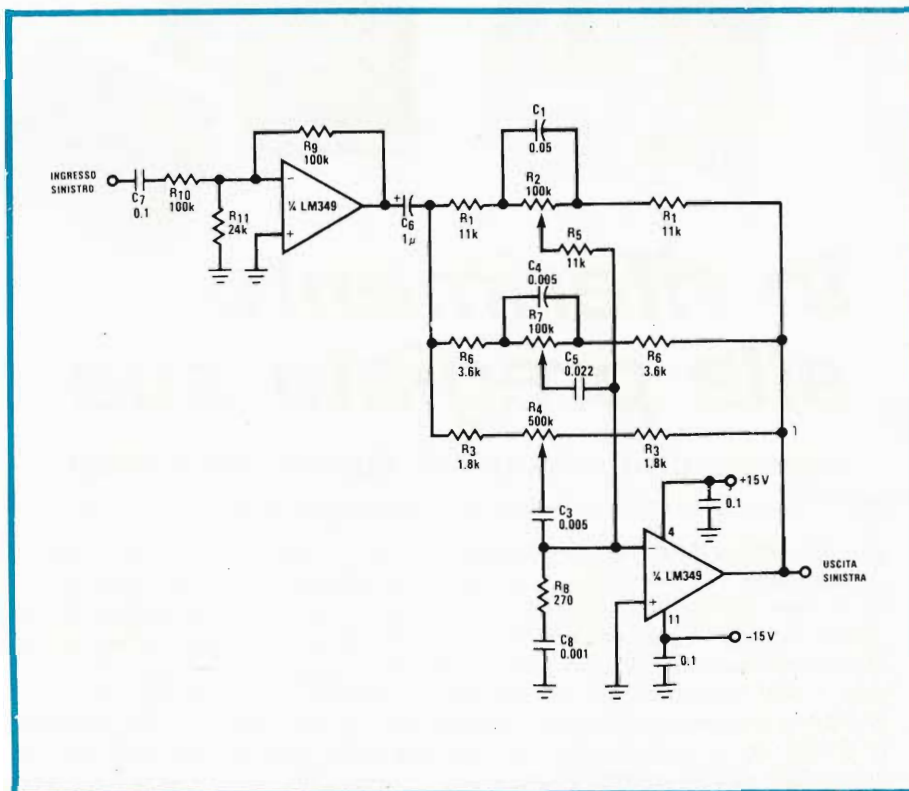 C1
0.05
R9
100k
R2
100k
INGRESSO
SINISTRO
C7
0.1
R10
100k
R11
24k
−
+
¼ LM349
+
C6
1µ
R1
11k
R1
11k
R5
11k
C4
0.005
R7
100k
R6
3.6k
C5
0.022
R6
3.6k
R4
500k
R3
1.8k
R3
1.8k
C3
0.005
+15 V
0.1
4
−
+
¼ LM349
USCITA
SINISTRA
R8
270
11
−15 V
C8
0.001
0.1